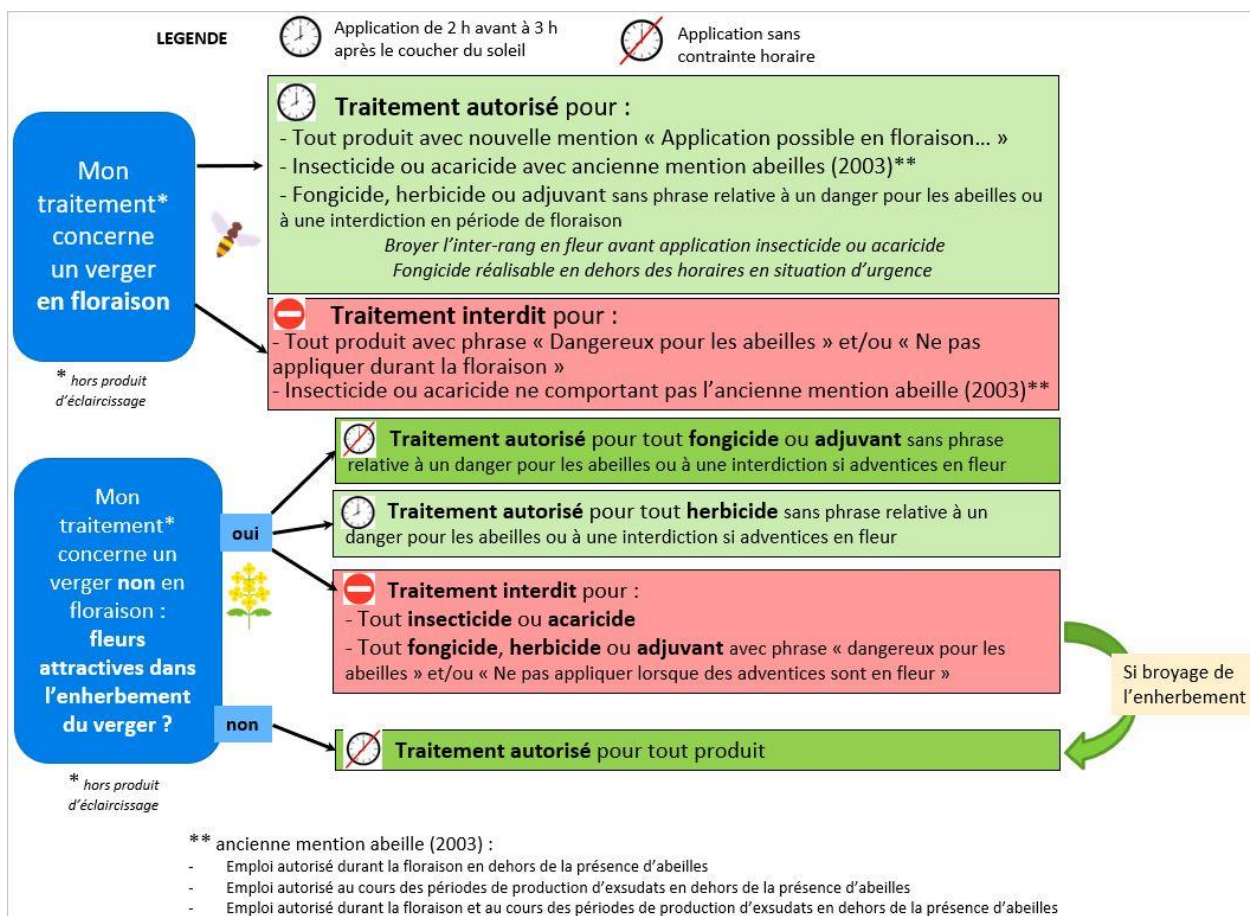 LEGENDE
Application de 2 h avant à 3 h
après le coucher du soleil
Application sans
contrainte horaire
Mon
traitement*
concerne
un verger
en floraison
* hors produit
d'éclaircissage
Traitement autorisé pour :
- Tout produit avec nouvelle mention « Application possible en floraison... »
- Insecticide ou acaricide avec ancienne mention abeilles (2003)**
- Fongicide, herbicide ou adjuvant sans phrase relative à un danger pour les abeilles ou
à une interdiction en période de floraison
Broyer l'inter-rang en fleur avant application insecticide ou acaricide
Fongicide réalisable en dehors des horaires en situation d'urgence
Traitement interdit pour :
- Tout produit avec phrase « Dangereux pour les abeilles » et/ou « Ne pas
appliquer durant la floraison »
- Insecticide ou acaricide ne comportant pas l'ancienne mention abeille (2003)**
Mon
traitement*
concerne un
verger non en
floraison :
fleurs
attractives dans
l'enherbement
du verger ?
* hors produit
d'éclaircissage
oui
Traitement autorisé pour tout fongicide ou adjuvant sans phrase
relative à un danger pour les abeilles ou à une interdiction si adventices en fleur
Traitement autorisé pour tout herbicide sans phrase relative à un
danger pour les abeilles ou à une interdiction si adventices en fleur
Traitement interdit pour :
- Tout insecticide ou acaricide
- Tout fongicide, herbicide ou adjuvant avec phrase « dangereux pour les
abeilles » et/ou « Ne pas appliquer lorsque des adventices sont en fleur »
Si broyage de
l'enherbement
non
Traitement autorisé pour tout produit
** ancienne mention abeille (2003) :
- Emploi autorisé durant la floraison en dehors de la présence d'abeilles
- Emploi autorisé au cours des périodes de production d'exsudats en dehors de la présence d'abeilles
- Emploi autorisé durant la floraison et au cours des périodes de production d'exsudats en dehors de la présence d'abeilles